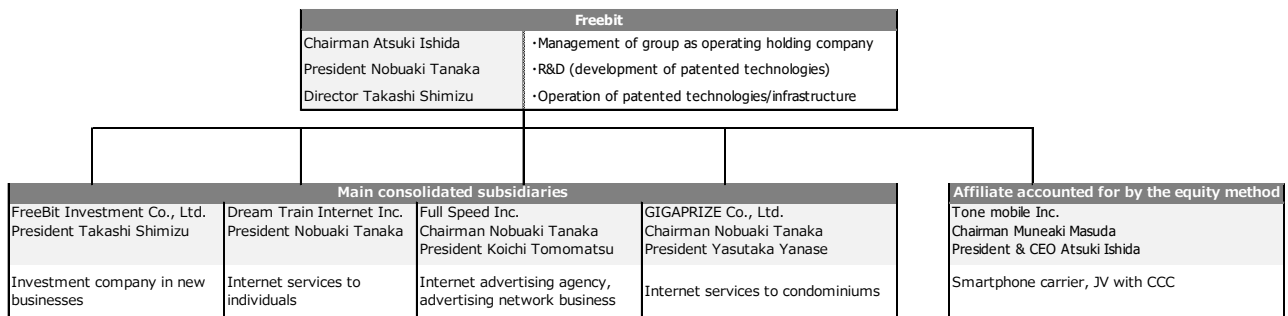 Freebit
Chairman Atsuki Ishida
・Management of group as operating holding company
President Nobuaki Tanaka
・R&D (development of patented technologies)
Director Takashi Shimizu
・Operation of patented technologies/infrastructure
Main consolidated subsidiaries
FreeBit Investment Co., Ltd.
President Takashi Shimizu
Investment company in new
businesses
Dream Train Internet Inc.
President Nobuaki Tanaka
Internet services to
individuals
Full Speed Inc.
Chairman Nobuaki Tanaka
President Koichi Tomomatsu
Internet advertising agency,
advertising network business
GIGAPRIZE Co., Ltd.
Chairman Nobuaki Tanaka
President Yasutaka Yanase
Internet services to condominiums
Affiliate accounted for by the equity method
Tone mobile Inc.
Chairman Muneaki Masuda
President & CEO Atsuki Ishida
Smartphone carrier, JV with CCC